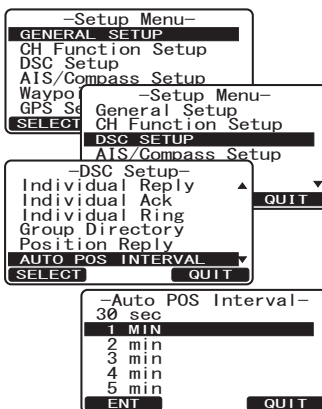 –Setup Menu–
GENERAL SETUP
CH Function Setup
DSC Setup
AIS/Compass Setup
Waypoi
GPS Se
SELECT
–Setup Menu–
General Setup
CH Function Setup
DSC SETUP
AIS/Compass Setup
QUIT
–DSC Setup–
Individual Reply
Individual Ack
Individual Ring
Group Directory
Position Reply
AUTO POS INTERVAL
SELECT QUIT
–Auto POS Interval–
30 sec
1 MIN
2 min
3 min
4 min
5 min
ENT QUIT